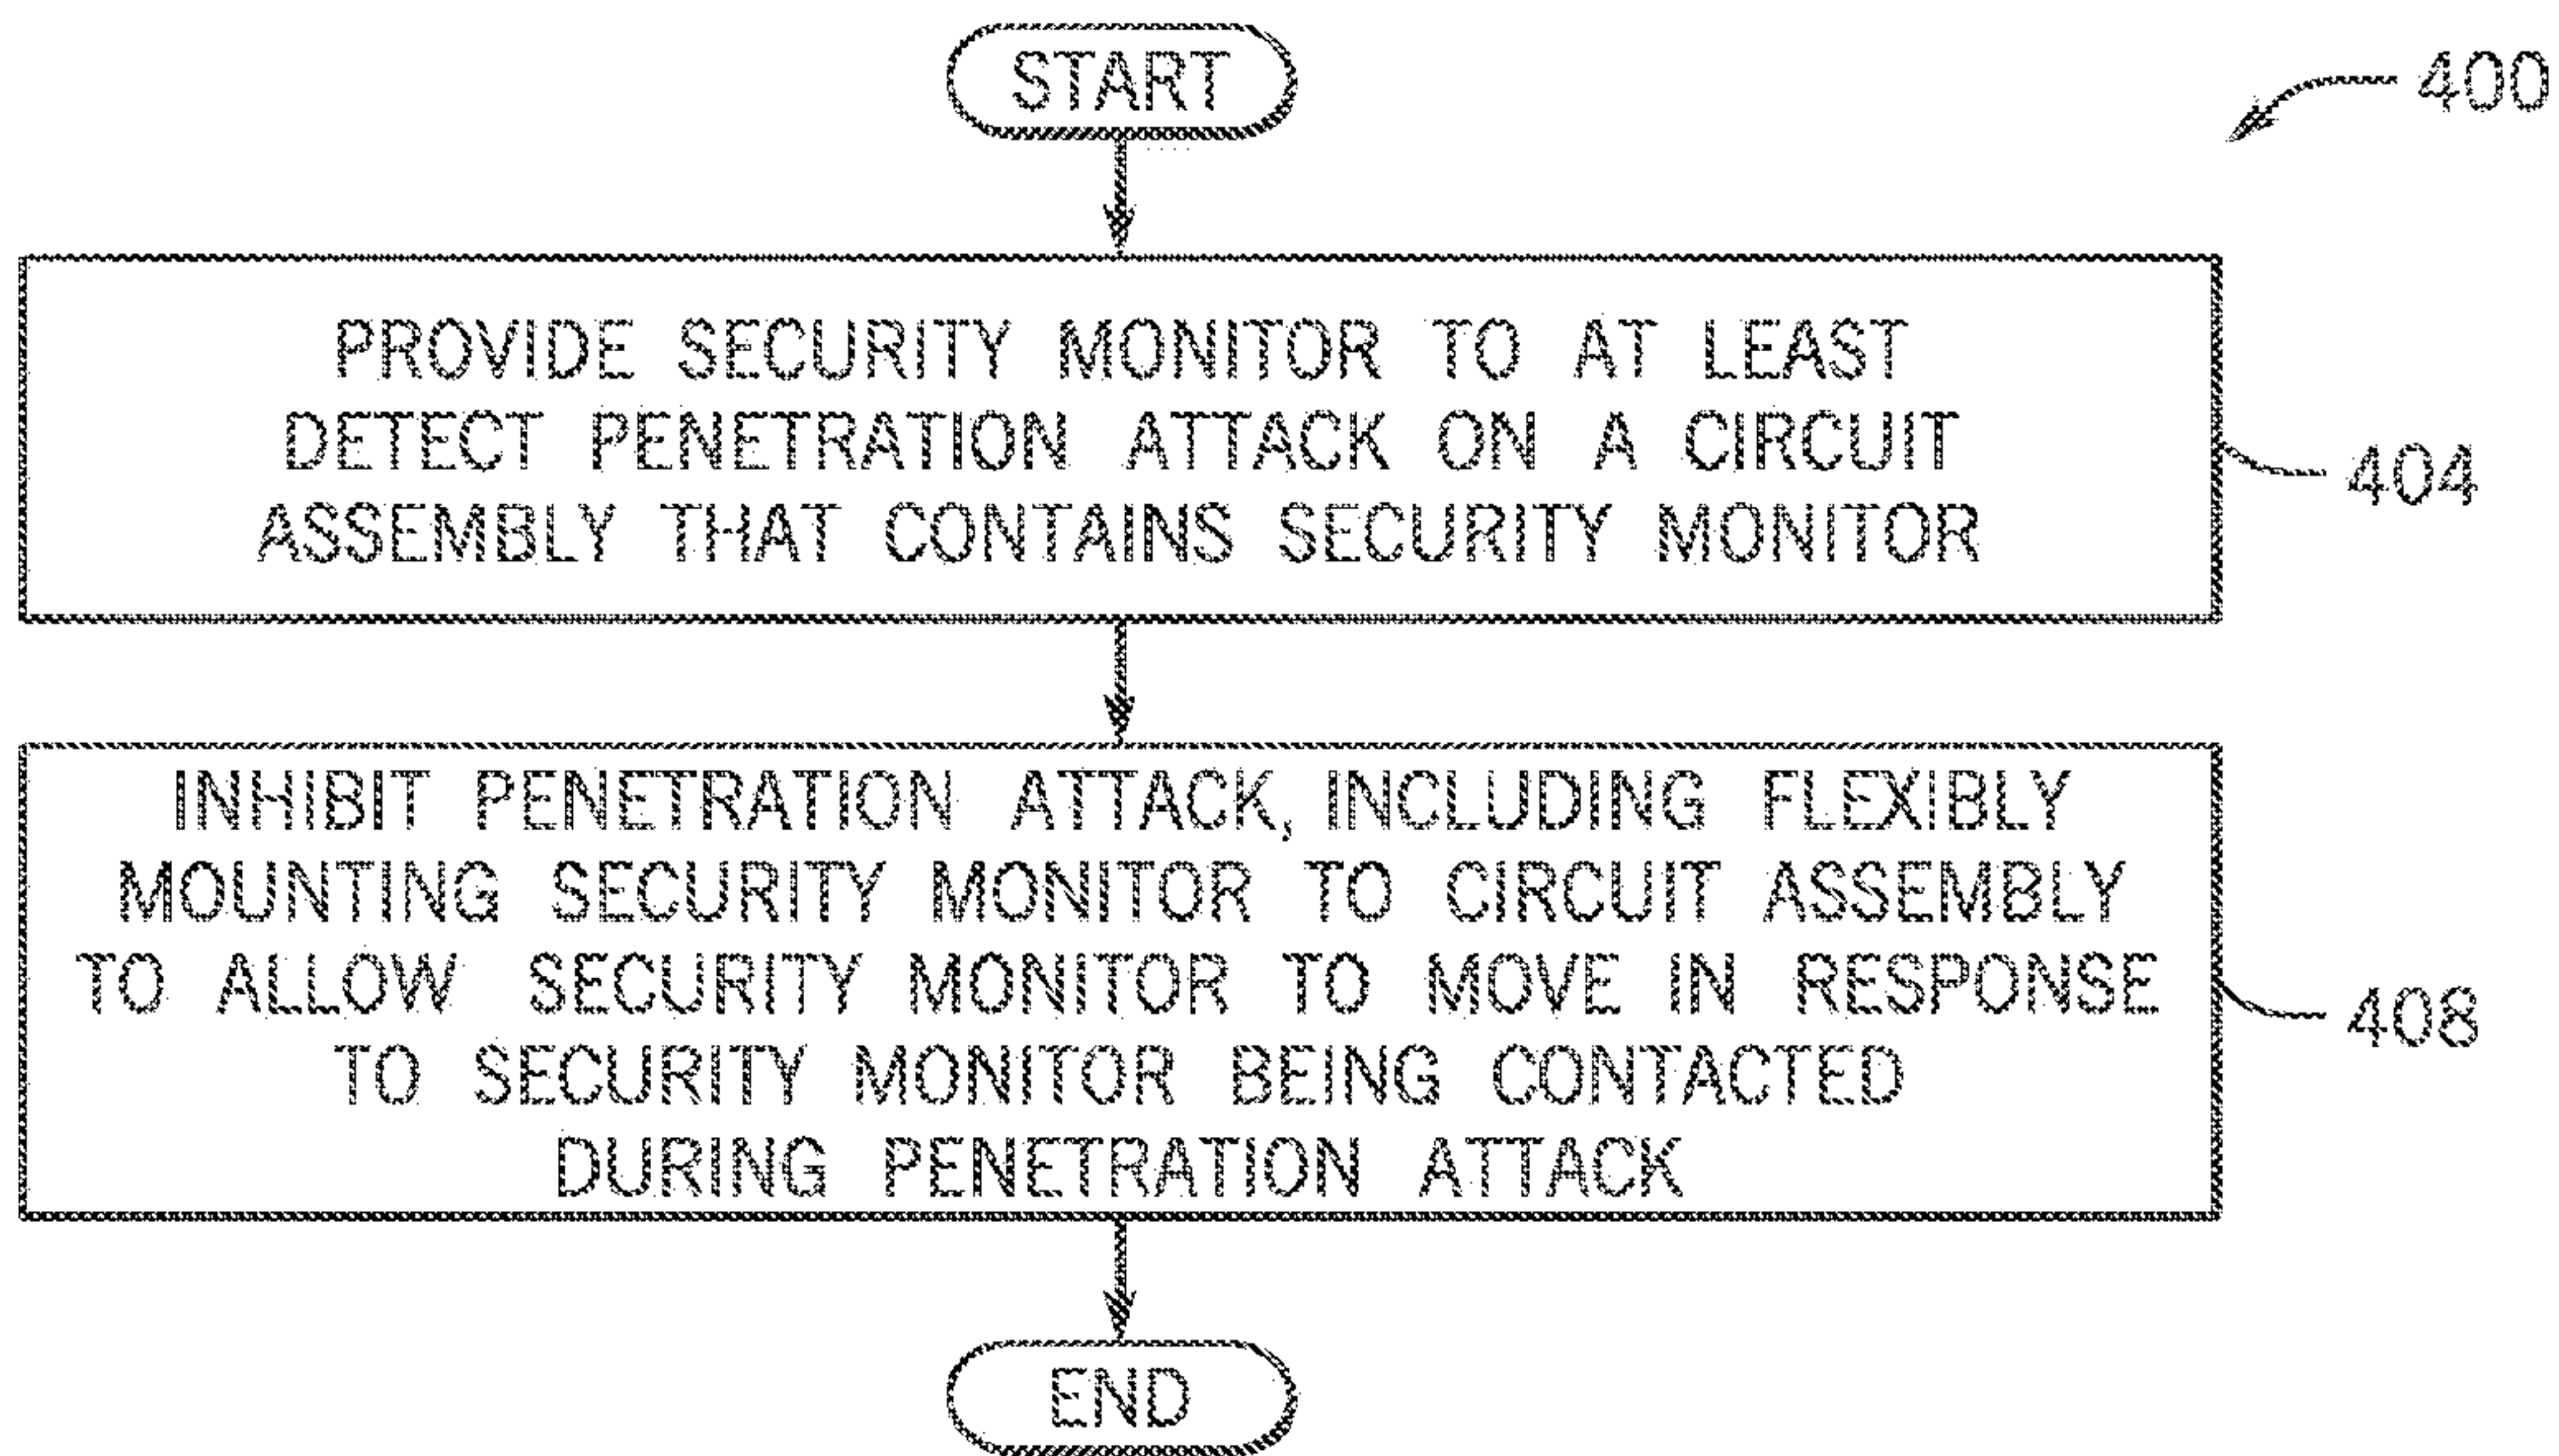 START
400
PROVIDE SECURITY MONITOR TO AT LEAST
DETECT PENETRATION ATTACK ON A CIRCUIT
ASSEMBLY THAT CONTAINS SECURITY MONITOR
404
INHIBIT PENETRATION ATTACK, INCLUDING FLEXIBLY
MOUNTING SECURITY MONITOR TO CIRCUIT ASSEMBLY
TO ALLOW SECURITY MONITOR TO MOVE IN RESPONSE
TO SECURITY MONITOR BEING CONTACTED
DURING PENETRATION ATTACK
408
END